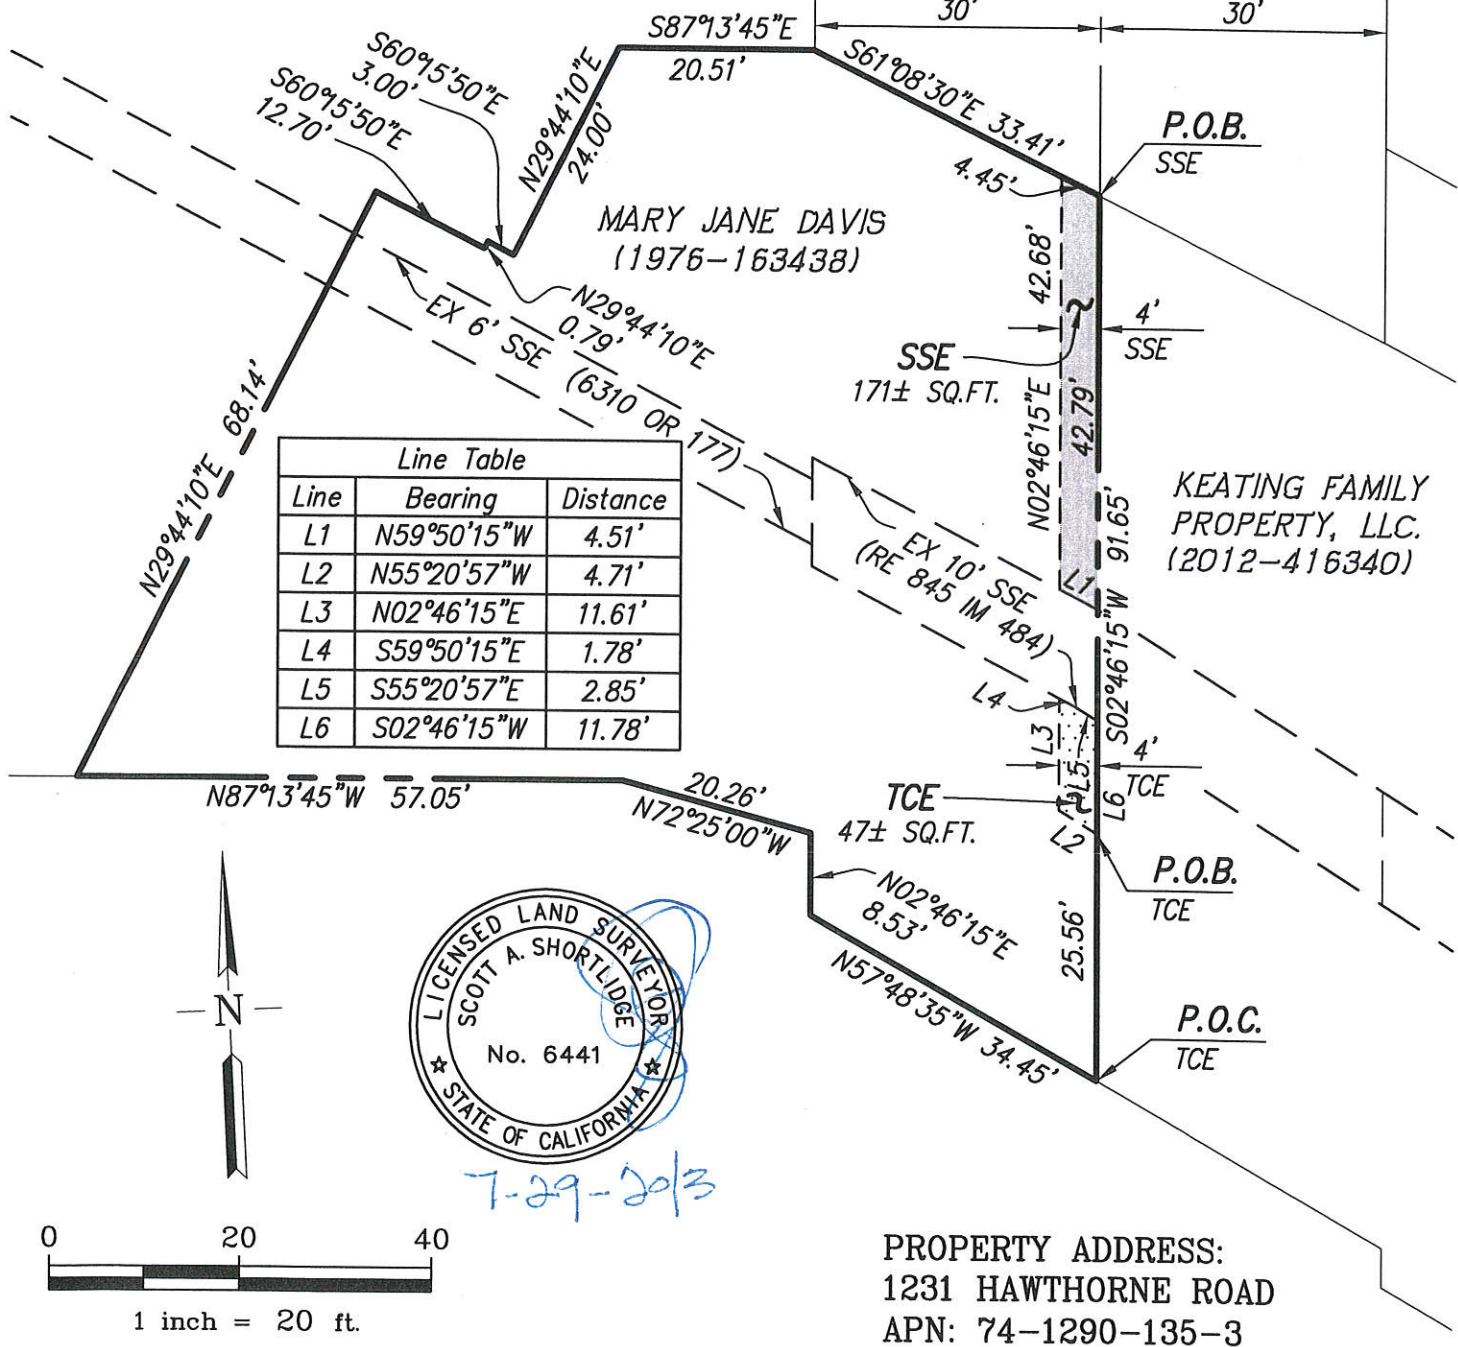 30'
30'
S87°13'45"E
20.51'
S60°15'50"E
3.00'
S60°15'50"E
12.70'
N29°44'10"E
24.00'
S61°08'30"E 33.41'
4.45'
P.O.B.
SSE
MARY JANE DAVIS
(1976-163438)
42.68'
N02°46'15"E
EX 6' SSE (6310 OR 177)
N29°44'10"E
0.79'
4'
SSE
SSE
171± SQ.FT.
42.79'
N29°44'10"E 68.14'
Line Table
Line Bearing Distance
L1 N59°50'15"W 4.51'
L2 N55°20'57"W 4.71'
L3 N02°46'15"E 11.61'
L4 S59°50'15"E 1.78'
L5 S55°20'57"E 2.85'
L6 S02°46'15"W 11.78'
KEATING FAMILY
PROPERTY, LLC.
(2012-416340)
EX 10' SSE
(RE 845 IM 484)
L1
S02°46'15"W 91.65'
L4
L3
L5
4'
TCE
L6
TCE
47± SQ.FT.
L2
N87°13'45"W 57.05'
20.26'
N72°25'00"W
P.O.B.
TCE
N02°46'15"E
8.53'
25.56'
N57°48'35"W 34.45'
P.O.C.
TCE
N
LICENSED LAND SURVEYOR
SCOTT A. SHORTLIDGE
No. 6441
STATE OF CALIFORNIA
7-29-2013
0 20 40
1 inch = 20 ft.
PROPERTY ADDRESS:
1231 HAWTHORNE ROAD
APN: 74-1290-135-3